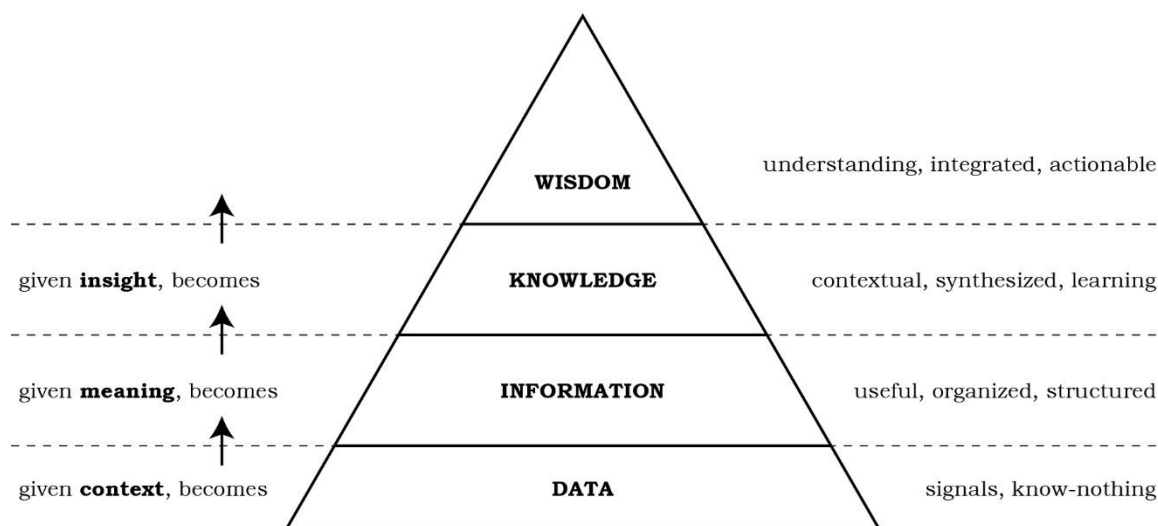 WISDOM
understanding, integrated, actionable
given insight, becomes
KNOWLEDGE
contextual, synthesized, learning
given meaning, becomes
INFORMATION
useful, organized, structured
given context, becomes
DATA
signals, know-nothing